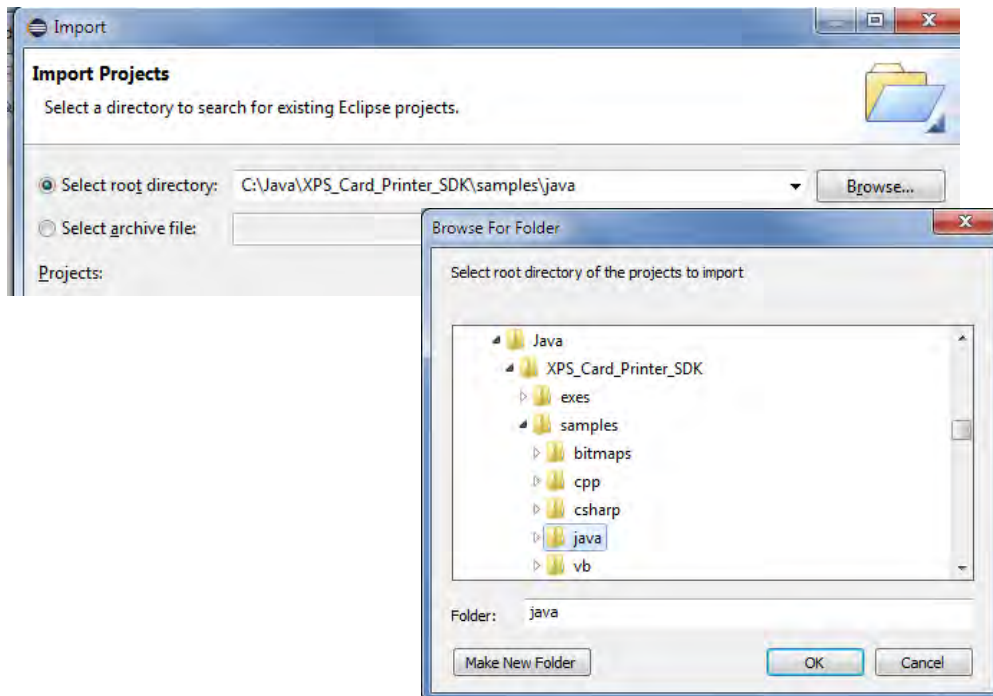 Import
Import Projects
Select a directory to search for existing Eclipse projects.
Select root directory: C:\Java\XPS_Card_Printer_SDK\samples\java Browse...
Select archive file:
Projects:
Browse For Folder
Select root directory of the projects to import
Java
XPS_Card_Printer_SDK
exes
samples
bitmaps
cpp
csharp
java
vb
Folder: java
Make New Folder OK Cancel